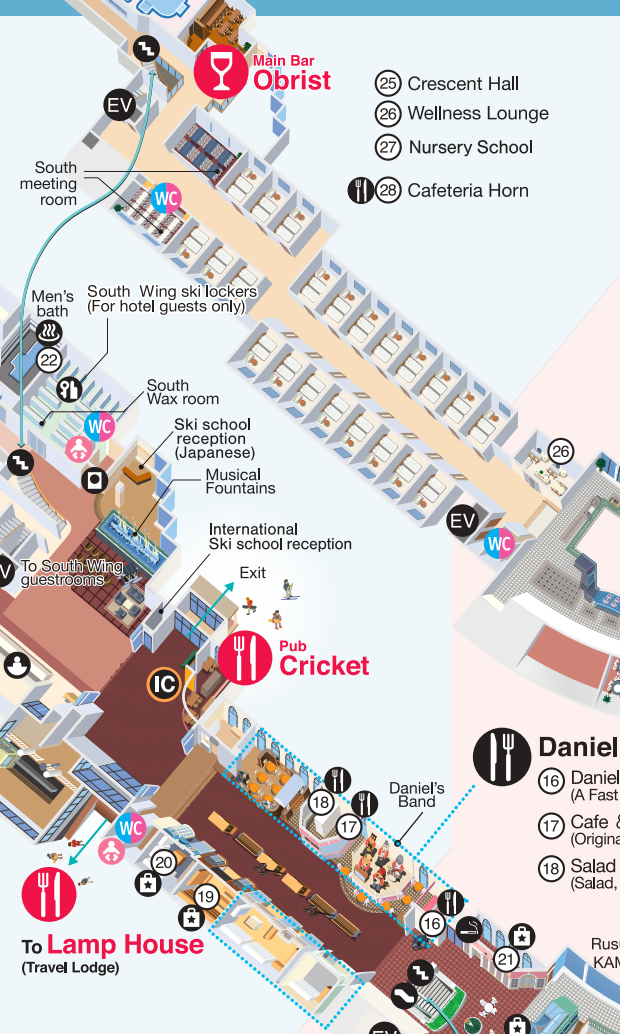 Main Bar
Obrist
EV
25 Crescent Hall
26 Wellness Lounge
27 Nursery School
28 Cafeteria Horn
South
meeting
room
WC
Men's
bath
22
South Wing ski lockers
(For hotel guests only)
South
Wax room
WC
Ski school
reception
(Japanese)
Musical
Fountains
26
EV
WC
International
Ski school reception
V
To South Wing
guestrooms
Exit
Pub
Cricket
IC
Daniel
16 Daniel
(A Fast
17 Cafe &
(Origina
18 Salad
(Salad,
Daniel's
Band
18
17
WC
20
19
16
21
To Lamp House
(Travel Lodge)
Rusu
KAM
EV